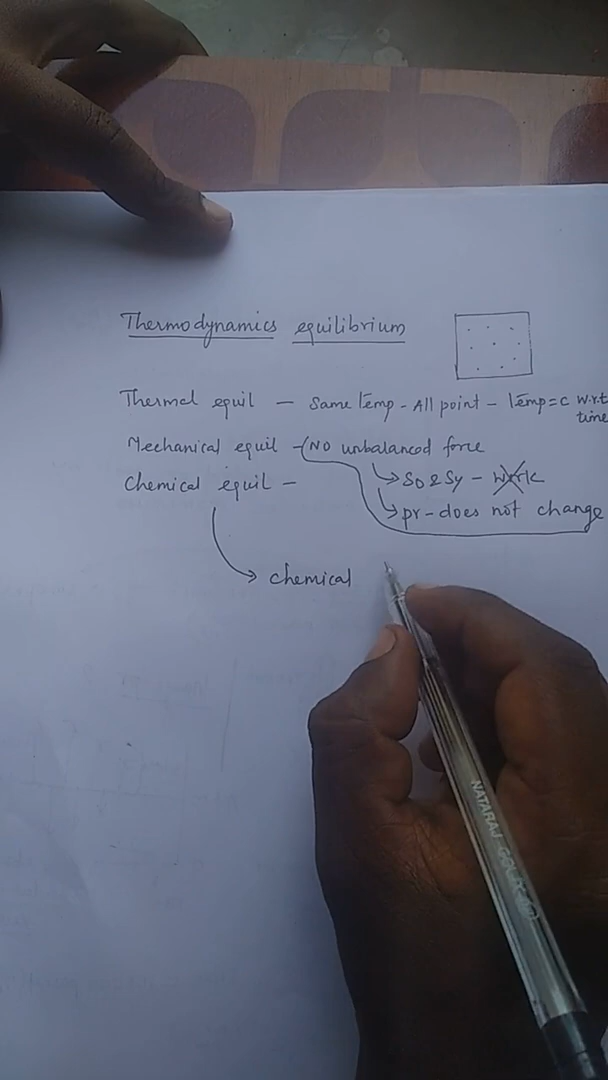 Thermodynamics equilibrium
Thermal equil - Same Temp - All point - Temp = c w.r.t time
Mechanical equil - (NO unbalanced force
So & Sy - work
Chemical equil -
pr - does not change
chemical
NATARAJ